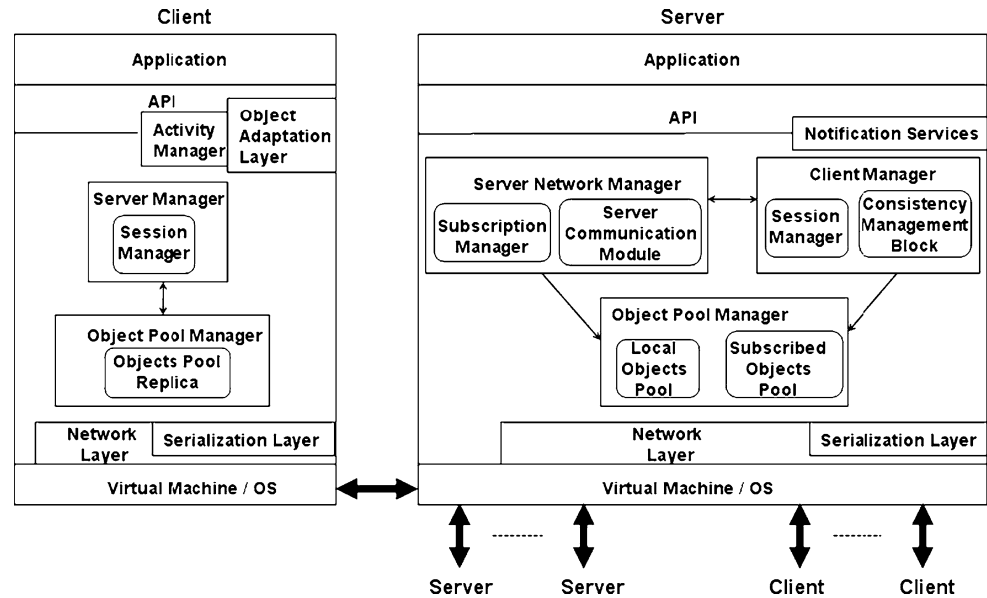 Client
Application
API
Activity
Manager
Object
Adaptation
Layer
Server Manager
Session
Manager
Object Pool Manager
Objects Pool
Replica
Network
Layer
Serialization Layer
Virtual Machine / OS
Server
Application
API
Notification Services
Server Network Manager
Subscription
Manager
Server
Communication
Module
Client Manager
Session
Manager
Consistency
Management
Block
Object Pool Manager
Local
Objects
Pool
Subscribed
Objects
Pool
Network
Layer
Serialization Layer
Virtual Machine / OS
Server
Server
Client
Client